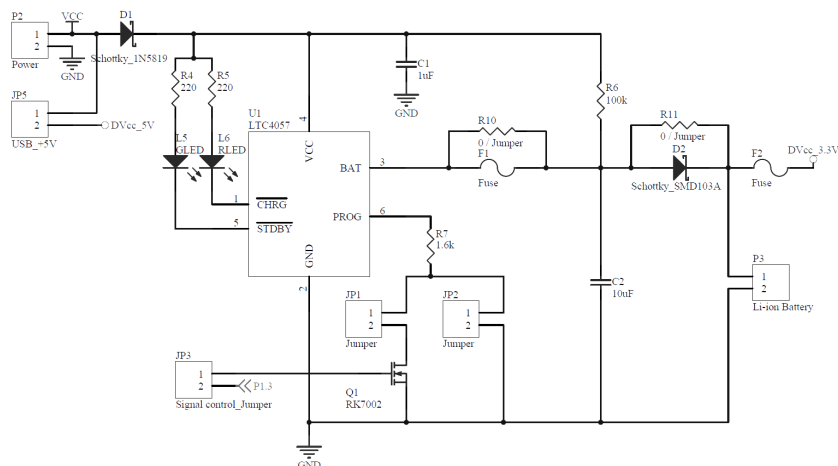 P2
1
2
Power
VCC
GND
D1
Schottky_1N5819
JP5
1
2
USB_+5V
DVcc_5V
R4
220
R5
220
L5
GLED
L6
RLED
U1
LTC4057
4
VCC
BAT
3
PROG
6
1
CHRG
5
STDBY
GND
2
C1
1uF
GND
R10
0 / Jumper
F1
Fuse
R6
100k
R11
0 / Jumper
D2
Schottky_SMD103A
F2
Fuse
DVcc_3.3V
R7
1.6k
C2
10uF
P3
1
2
Li-ion Battery
JP1
1
2
Jumper
JP2
1
2
Jumper
JP3
1
2
Signal control_Jumper
P1.3
Q1
RK7002
GND